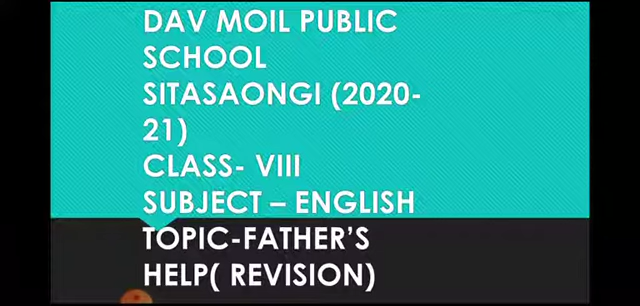 DAV MOIL PUBLIC
SCHOOL
SITASAONGI (2020-
21)
CLASS- VIII
SUBJECT – ENGLISH
TOPIC-FATHER’S
HELP( REVISION)